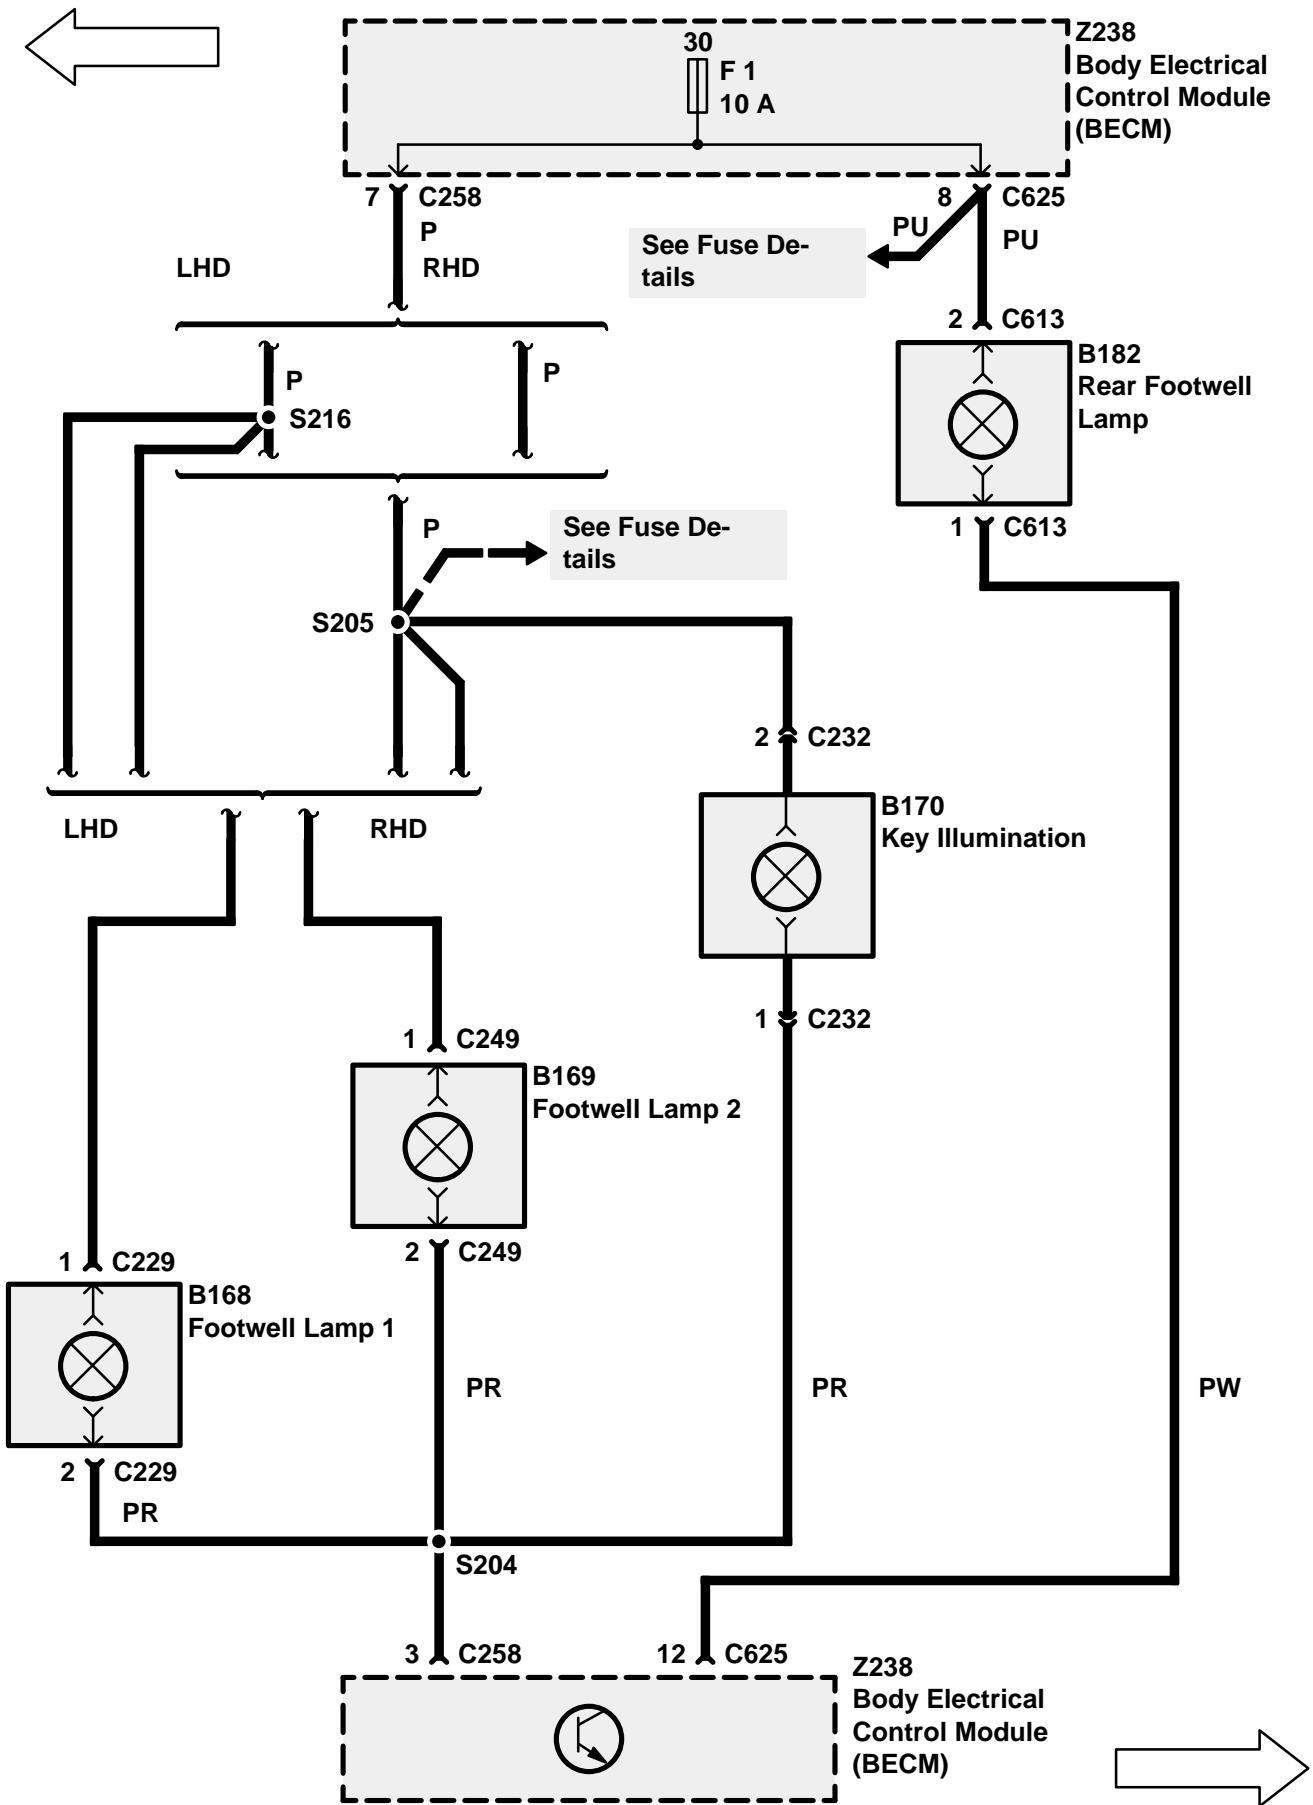 30
F 1
10 A
Z238
Body Electrical
Control Module
(BECM)
7 C258
8 C625
P
PU
PU
LHD
RHD
See Fuse De-
tails
2 C613
B182
Rear Footwell
Lamp
P
P
S216
1 C613
P
See Fuse De-
tails
S205
2 C232
B170
Key Illumination
LHD
RHD
1 C232
1 C249
B169
Footwell Lamp 2
2 C249
1 C229
B168
Footwell Lamp 1
PR
PR
PW
2 C229
PR
S204
3 C258
12 C625
Z238
Body Electrical
Control Module
(BECM)